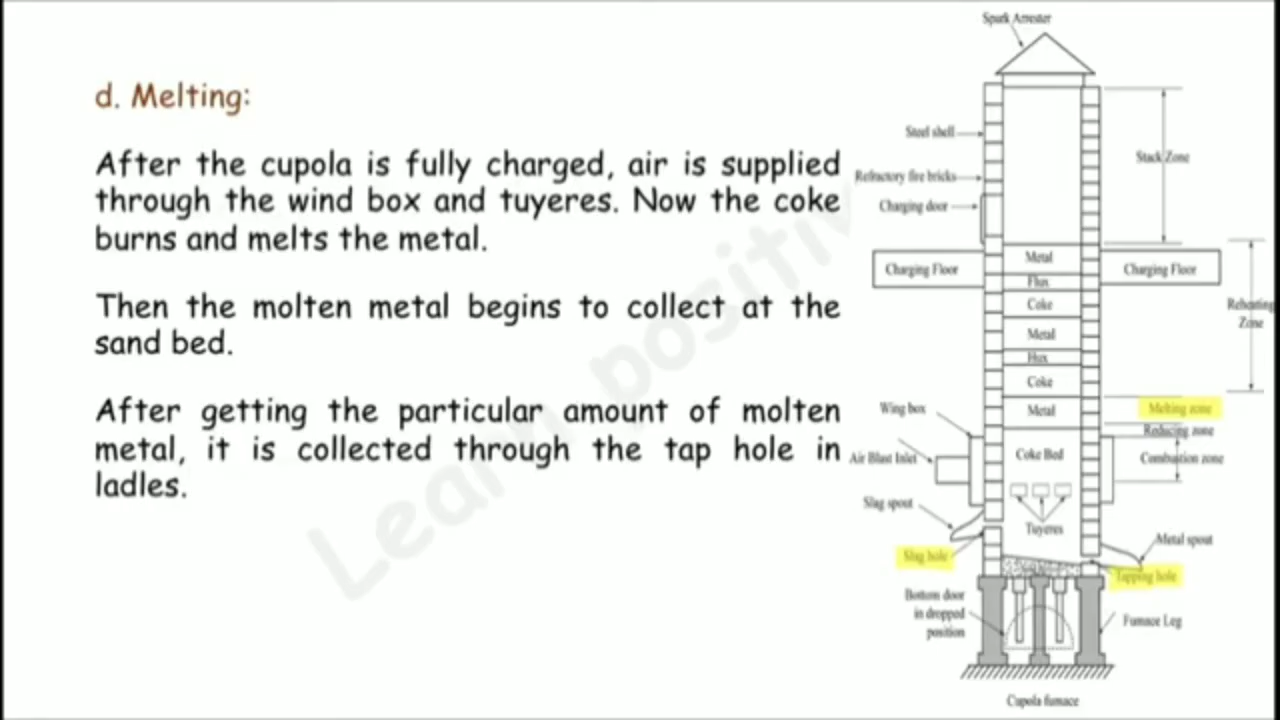 d. Melting:
After the cupola is fully charged, air is supplied
through the wind box and tuyeres. Now the coke
burns and melts the metal.
Then the molten metal begins to collect at the
sand bed.
After getting the particular amount of molten
metal, it is collected through the tap hole in
ladles.
Spark Arrester
Steel shell
Stack Zone
Refractory fire bricks
Charging door
Charging Floor
Metal
Charging Floor
Flux
Coke
Reheating
Zone
Metal
Flux
Coke
Wing box
Metal
Melting zone
Reducing zone
Air Blast Inlet
Coke Bed
Combustion zone
Slag spout
Tuyeres
Metal spout
Slag hole
Tapping hole
Bottom door
in dropped
position
Furnace Leg
Cupola furnace
Learn positiv